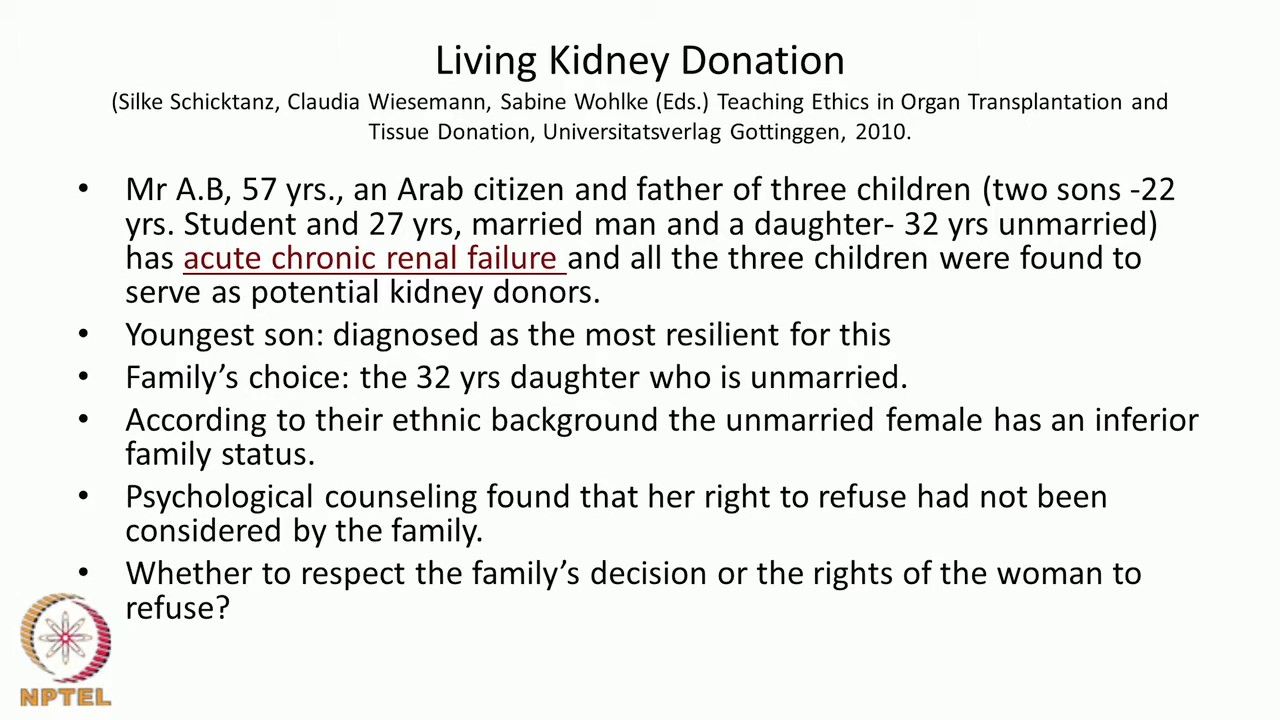 Living Kidney Donation
(Silke Schicktanz, Claudia Wiesemann, Sabine Wohlke (Eds.) Teaching Ethics in Organ Transplantation and
Tissue Donation, Universitatsverlag Gottinggen, 2010.
• Mr A.B, 57 yrs., an Arab citizen and father of three children (two sons -22
yrs. Student and 27 yrs, married man and a daughter- 32 yrs unmarried)
has acute chronic renal failure and all the three children were found to
serve as potential kidney donors.
• Youngest son: diagnosed as the most resilient for this
• Family’s choice: the 32 yrs daughter who is unmarried.
• According to their ethnic background the unmarried female has an inferior
family status.
• Psychological counseling found that her right to refuse had not been
considered by the family.
• Whether to respect the family’s decision or the rights of the woman to
refuse?
NPTEL